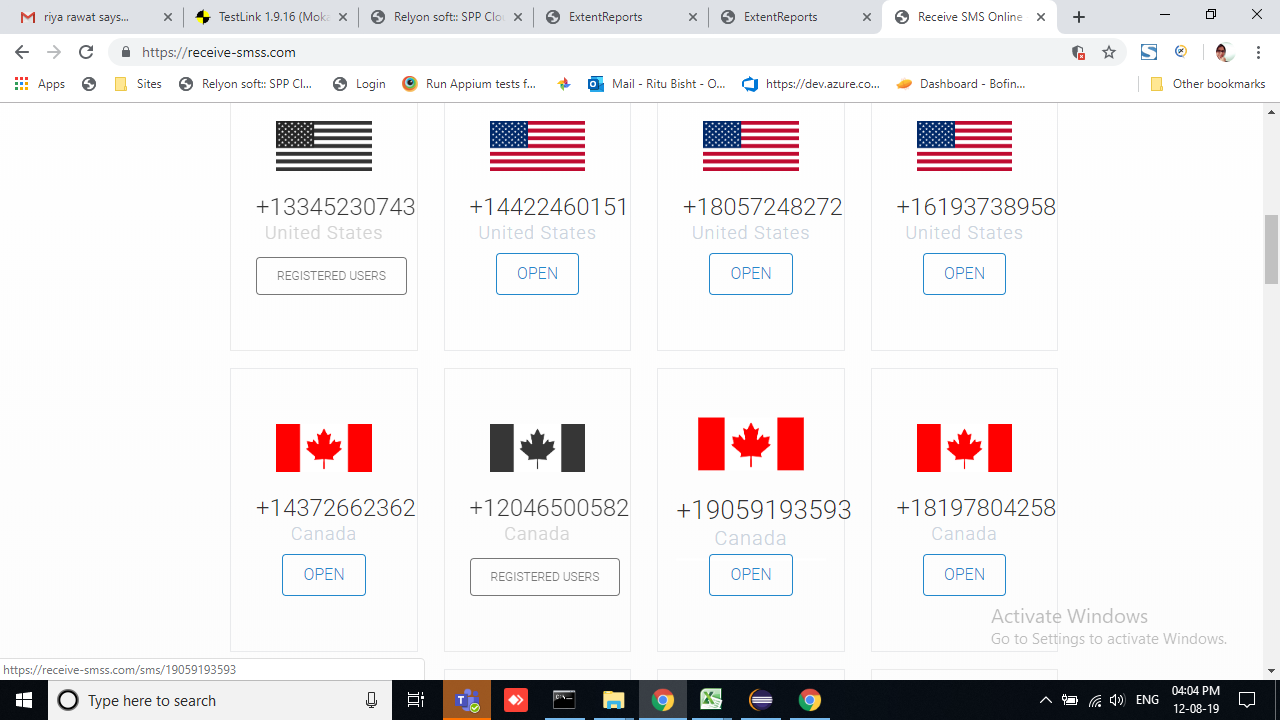 riya rawat says...
TestLink 1.9.16 (Moka
Relyon soft:: SPP Clou
ExtentReports
ExtentReports
Receive SMS Online
https://receive-smss.com
Apps
Sites
Relyon soft:: SPP Cl...
Login
Run Appium tests f...
Mail - Ritu Bisht - O...
https://dev.azure.co...
Dashboard - Bofin...
Other bookmarks
+13345230743
+14422460151
+18057248272
+16193738958
United States
United States
United States
United States
REGISTERED USERS
OPEN
OPEN
OPEN
+14372662362
+12046500582
+19059193593
+18197804258
Canada
Canada
Canada
Canada
OPEN
REGISTERED USERS
OPEN
OPEN
Activate Windows
Go to Settings to activate Windows.
https://receive-smss.com/sms/19059193593
Type here to search
ENG
04:04 PM
12-08-19